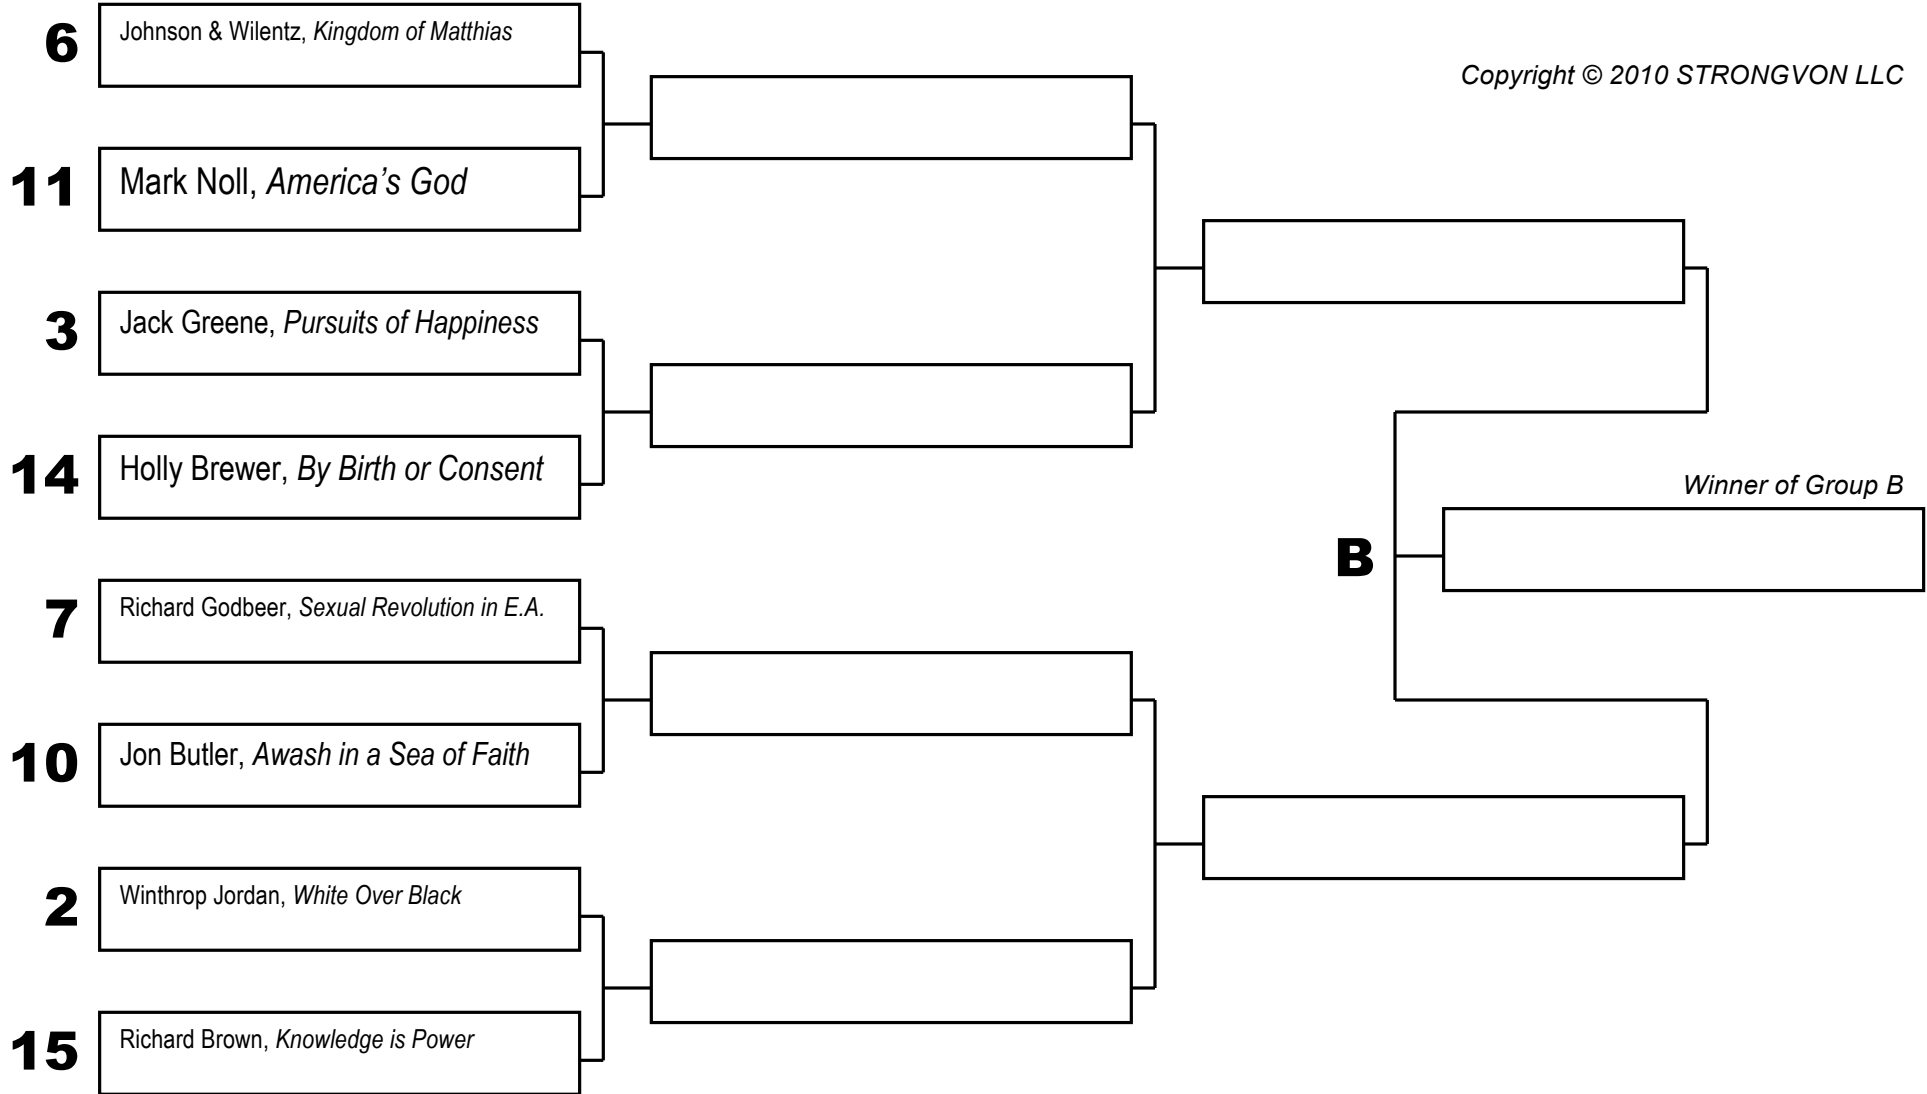 6 Johnson & Wilentz, Kingdom of Matthias
Copyright © 2010 STRONGVON LLC
11 Mark Noll, America’s God
3 Jack Greene, Pursuits of Happiness
14 Holly Brewer, By Birth or Consent
Winner of Group B
B
7 Richard Godbeer, Sexual Revolution in E.A.
10 Jon Butler, Awash in a Sea of Faith
2 Winthrop Jordan, White Over Black
15 Richard Brown, Knowledge is Power